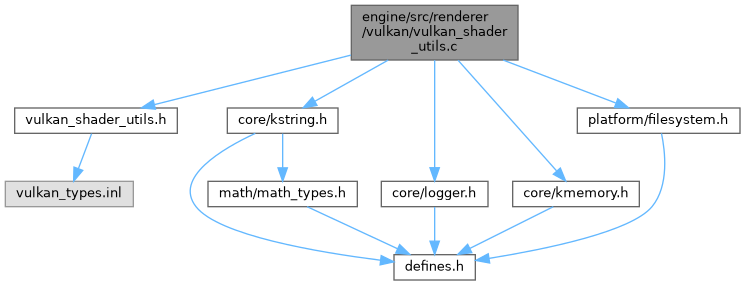 engine/src/renderer
/vulkan/vulkan_shader
_utils.c
vulkan_shader_utils.h
core/kstring.h
platform/filesystem.h
vulkan_types.inl
math/math_types.h
core/logger.h
core/kmemory.h
defines.h